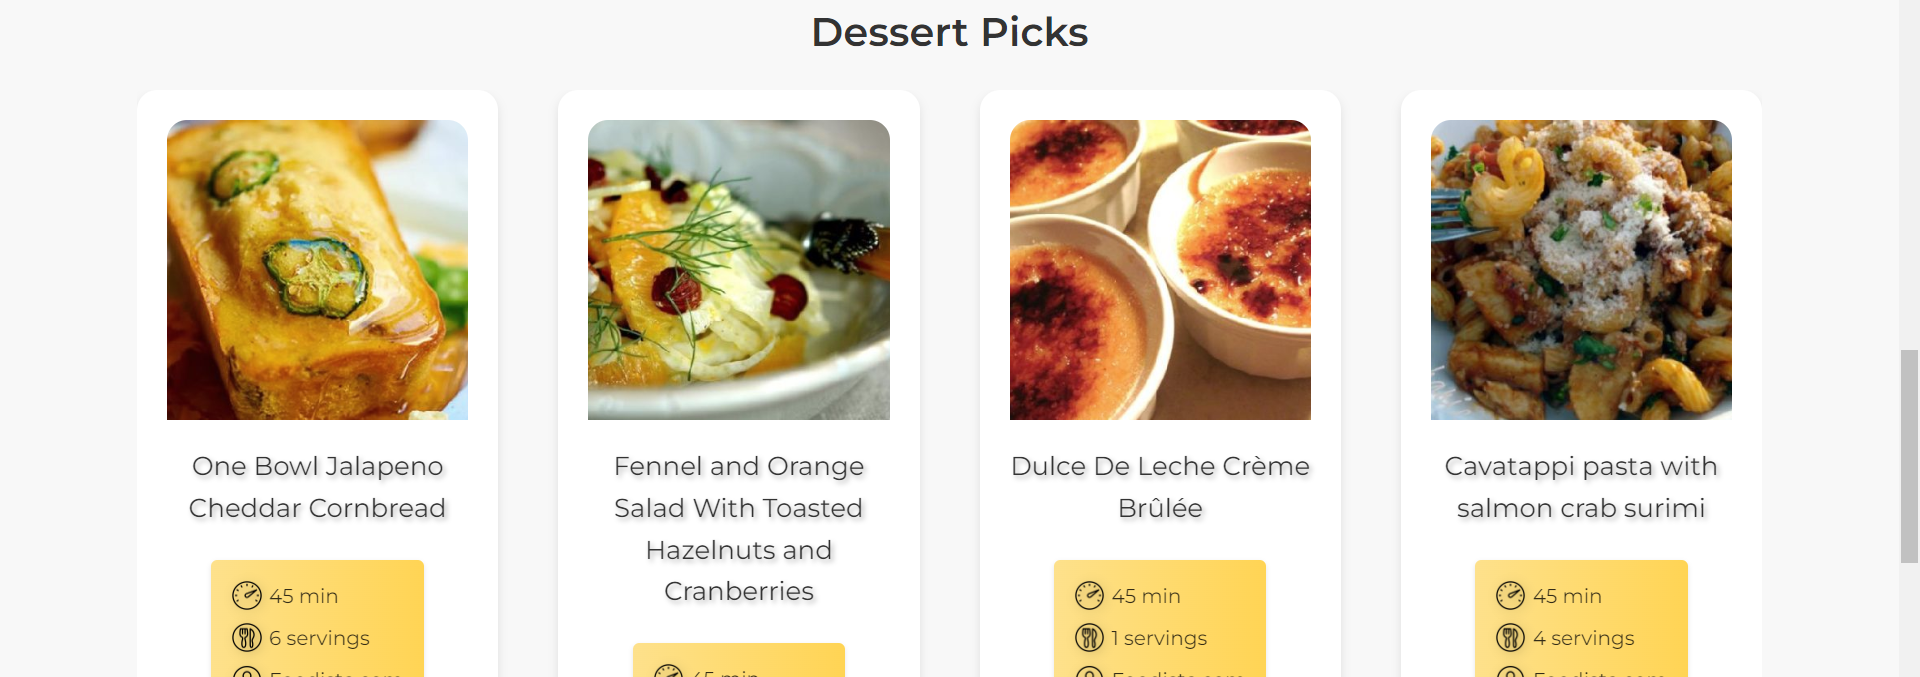 Dessert Picks
One Bowl Jalapeno
Cheddar Cornbread
45 min
6 servings
Fennel and Orange
Salad With Toasted
Hazelnuts and
Cranberries
45 min
Dulce De Leche Crème
Brûlée
45 min
1 servings
Cavatappi pasta with
salmon crab surimi
45 min
4 servings